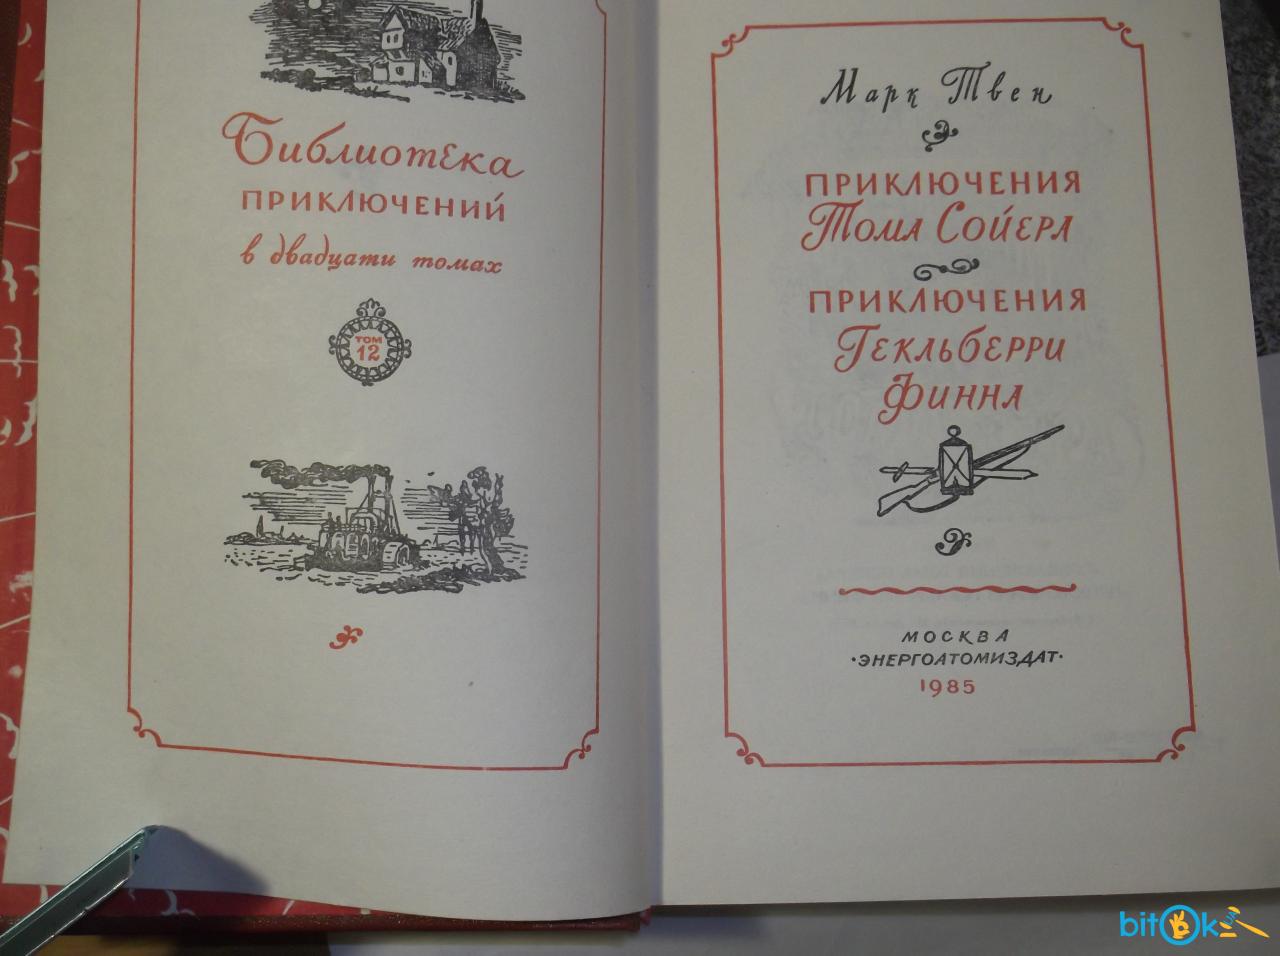 Библиотека
ПРИКЛЮЧЕНИЙ
в двадцати томах
ТОМ
12
Марк Твен
ПРИКЛЮЧЕНИЯ
Тома Сойера
ПРИКЛЮЧЕНИЯ
Гекльберри
Финна
МОСКВА
·ЭНЕРГОАТОМИЗДАТ·
1985
bitOk